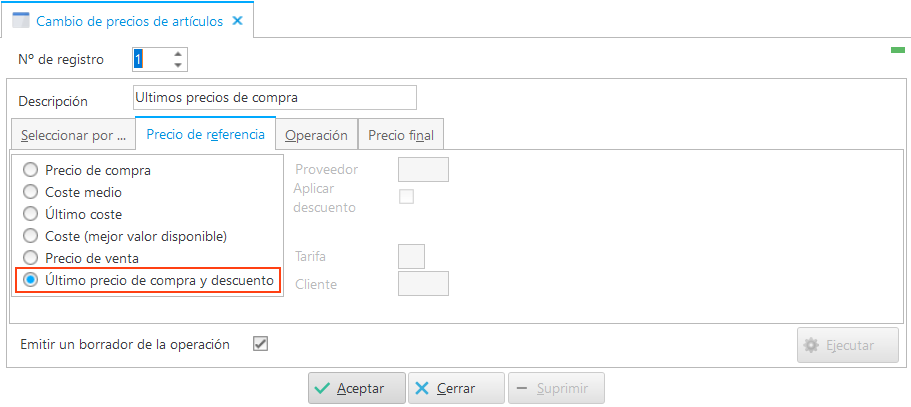 Cambio de precios de artículos
Nº de registro 1
Descripción Ultimos precios de compra
Seleccionar por ... Precio de referencia Operación Precio final
Precio de compra
Coste medio
Último coste
Coste (mejor valor disponible)
Precio de venta
Último precio de compra y descuento
Proveedor
Aplicar
descuento
Tarifa
Cliente
Emitir un borrador de la operación
Ejecutar
Aceptar Cerrar Suprimir